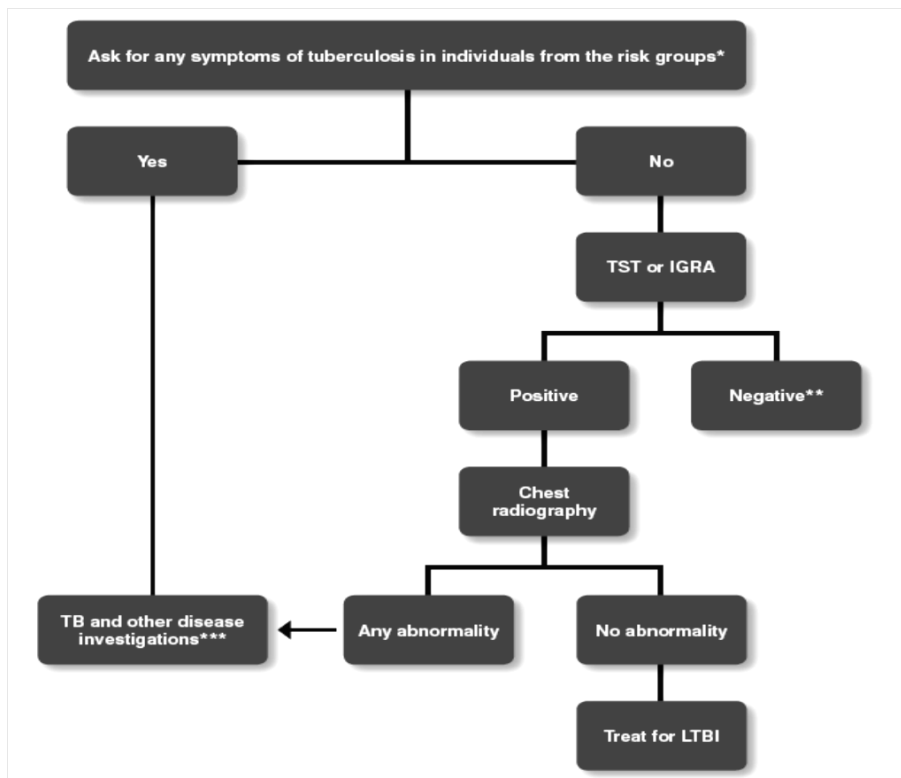 Ask for any symptoms of tuberculosis in individuals from the risk groups*
Yes
No
TST or IGRA
Positive
Negative**
Chest
radiography
TB and other disease
investigations***
Any abnormality
No abnormality
Treat for LTBI